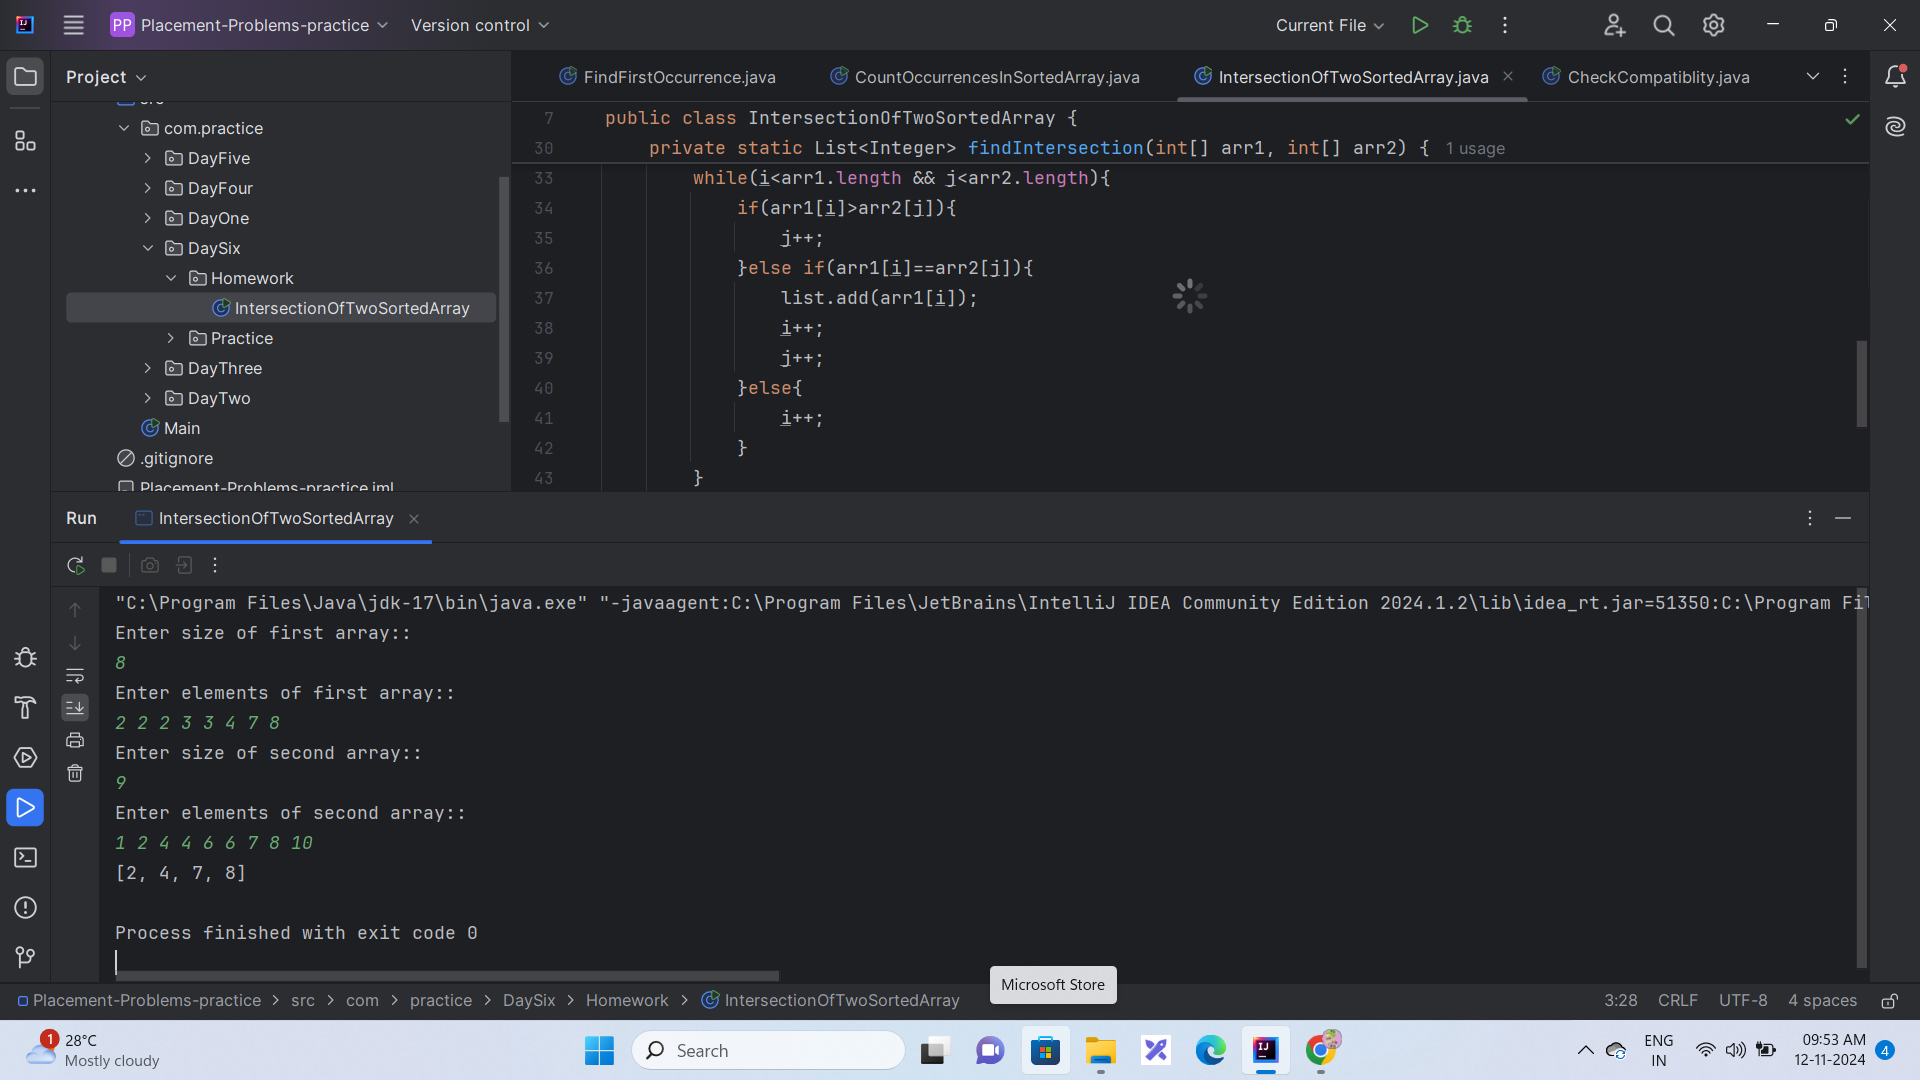 PP Placement-Problems-practice
Version control
Current File
Project
FindFirstOccurrence.java
CountOccurrencesInSortedArray.java
IntersectionOfTwoSortedArray.java
CheckCompatiblity.java
src
com.practice
DayFive
DayFour
DayOne
DaySix
Homework
IntersectionOfTwoSortedArray
Practice
DayThree
DayTwo
Main
.gitignore
Placement-Problems-practice.iml
7 public class IntersectionOfTwoSortedArray {
30 private static List<Integer> findIntersection(int[] arr1, int[] arr2) { 1 usage
33 while(i<arr1.length && j<arr2.length){
34 if(arr1[i]>arr2[j]){
35 j++;
36 }else if(arr1[i]==arr2[j]){
37 list.add(arr1[i]);
38 i++;
39 j++;
40 }else{
41 i++;
42 }
43 }
Run
IntersectionOfTwoSortedArray
"C:\Program Files\Java\jdk-17\bin\java.exe" "-javaagent:C:\Program Files\JetBrains\IntelliJ IDEA Community Edition 2024.1.2\lib\idea_rt.jar=51350:C:\Program Fil
Enter size of first array::
8
Enter elements of first array::
2 2 2 3 3 4 7 8
Enter size of second array::
9
Enter elements of second array::
1 2 4 4 6 6 7 8 10
[2, 4, 7, 8]
Process finished with exit code 0
Microsoft Store
Placement-Problems-practice > src > com > practice > DaySix > Homework > IntersectionOfTwoSortedArray
3:28 CRLF UTF-8 4 spaces
1
28°C
Mostly cloudy
Search
IJ
ENG
IN
09:53 AM
12-11-2024
4